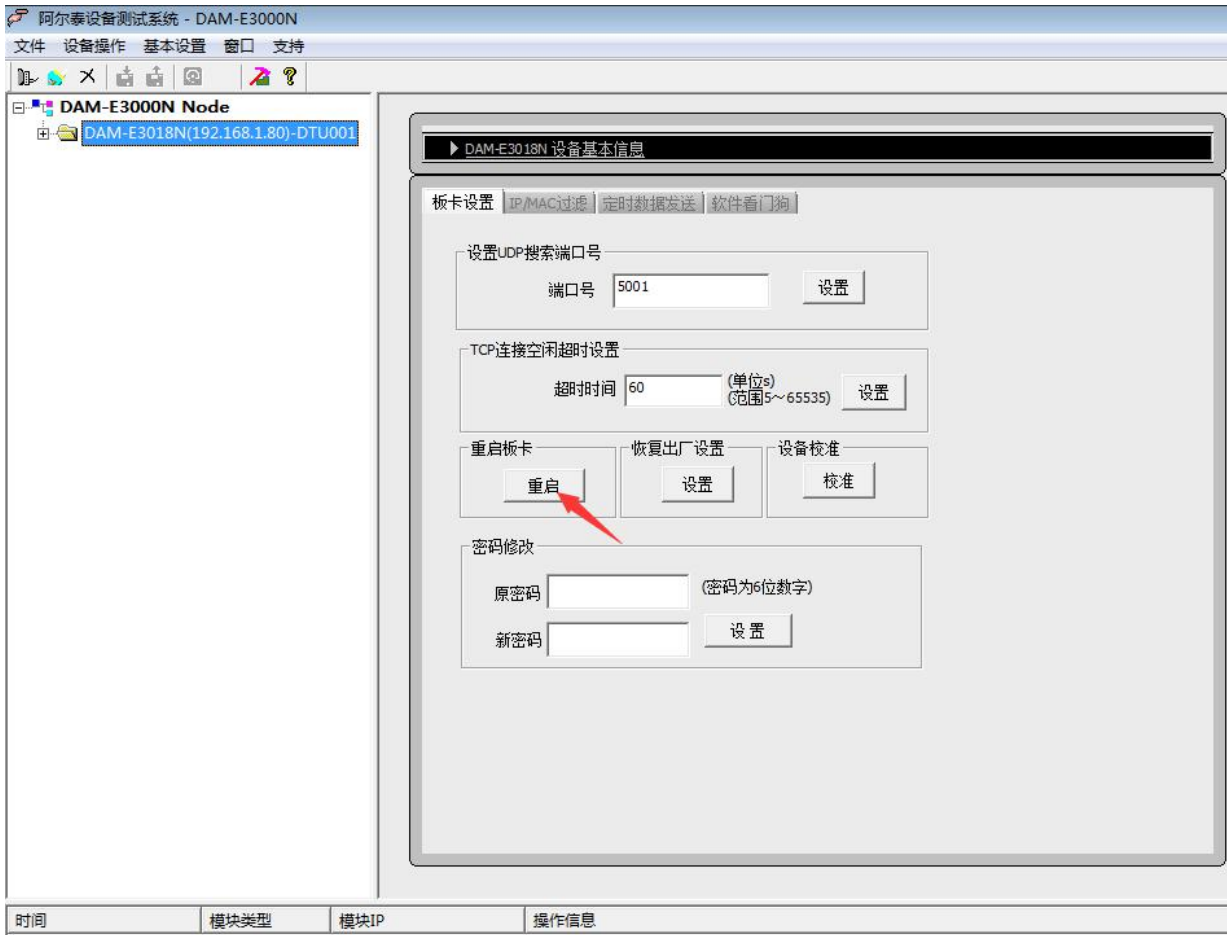 阿尔泰设备测试系统 - DAM-E3000N
文件 设备操作 基本设置 窗口 支持
DAM-E3000N Node
DAM-E3018N(192.168.1.80)-DTU001
DAM-E3018N 设备基本信息
板卡设置 IP/MAC过滤 定时数据发送 软件看门狗
设置UDP搜索端口号
端口号 5001 设置
TCP连接空闲超时设置
超时时间 60 (单位s) 设置
(范围5～65535)
重启板卡 恢复出厂设置 设备校准
重启 设置 校准
密码修改
原密码 (密码为6位数字)
新密码 设 置
时间 模块类型 模块IP 操作信息